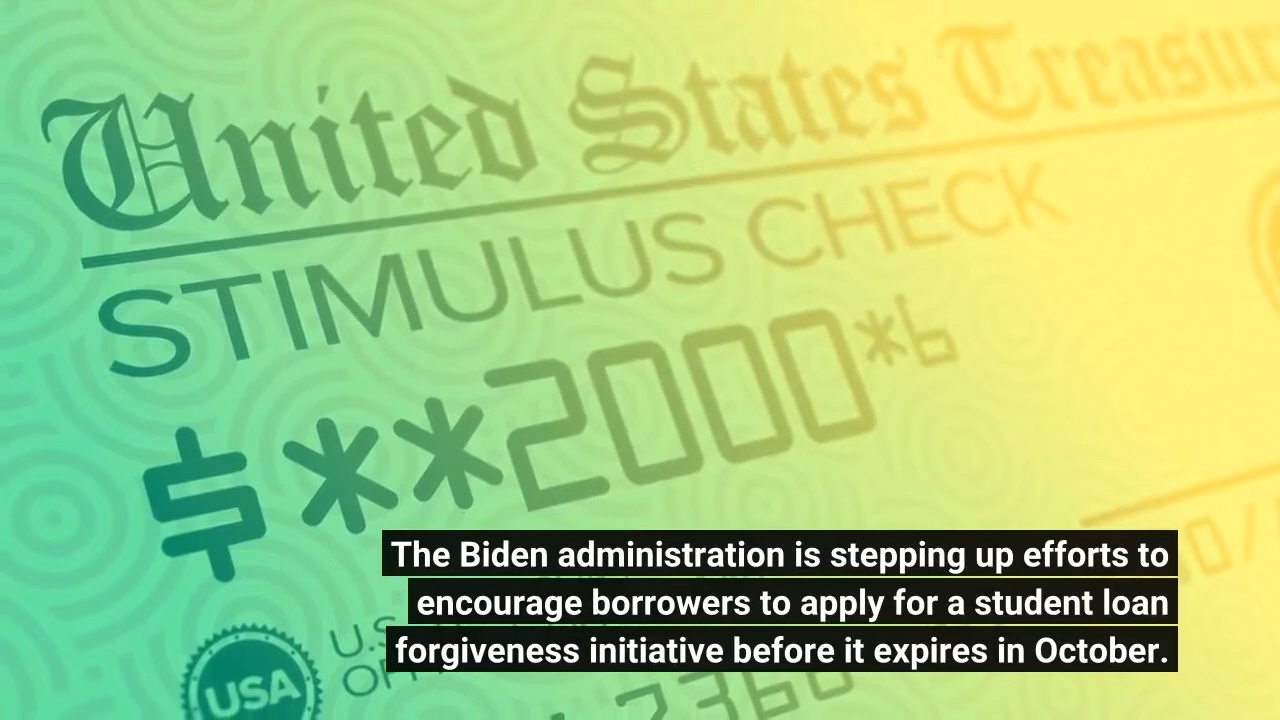 United States Treasur
STIMULUS CHECK
$**2000*6
The Biden administration is stepping up efforts to
encourage borrowers to apply for a student loan
forgiveness initiative before it expires in October.
U.S.
USA